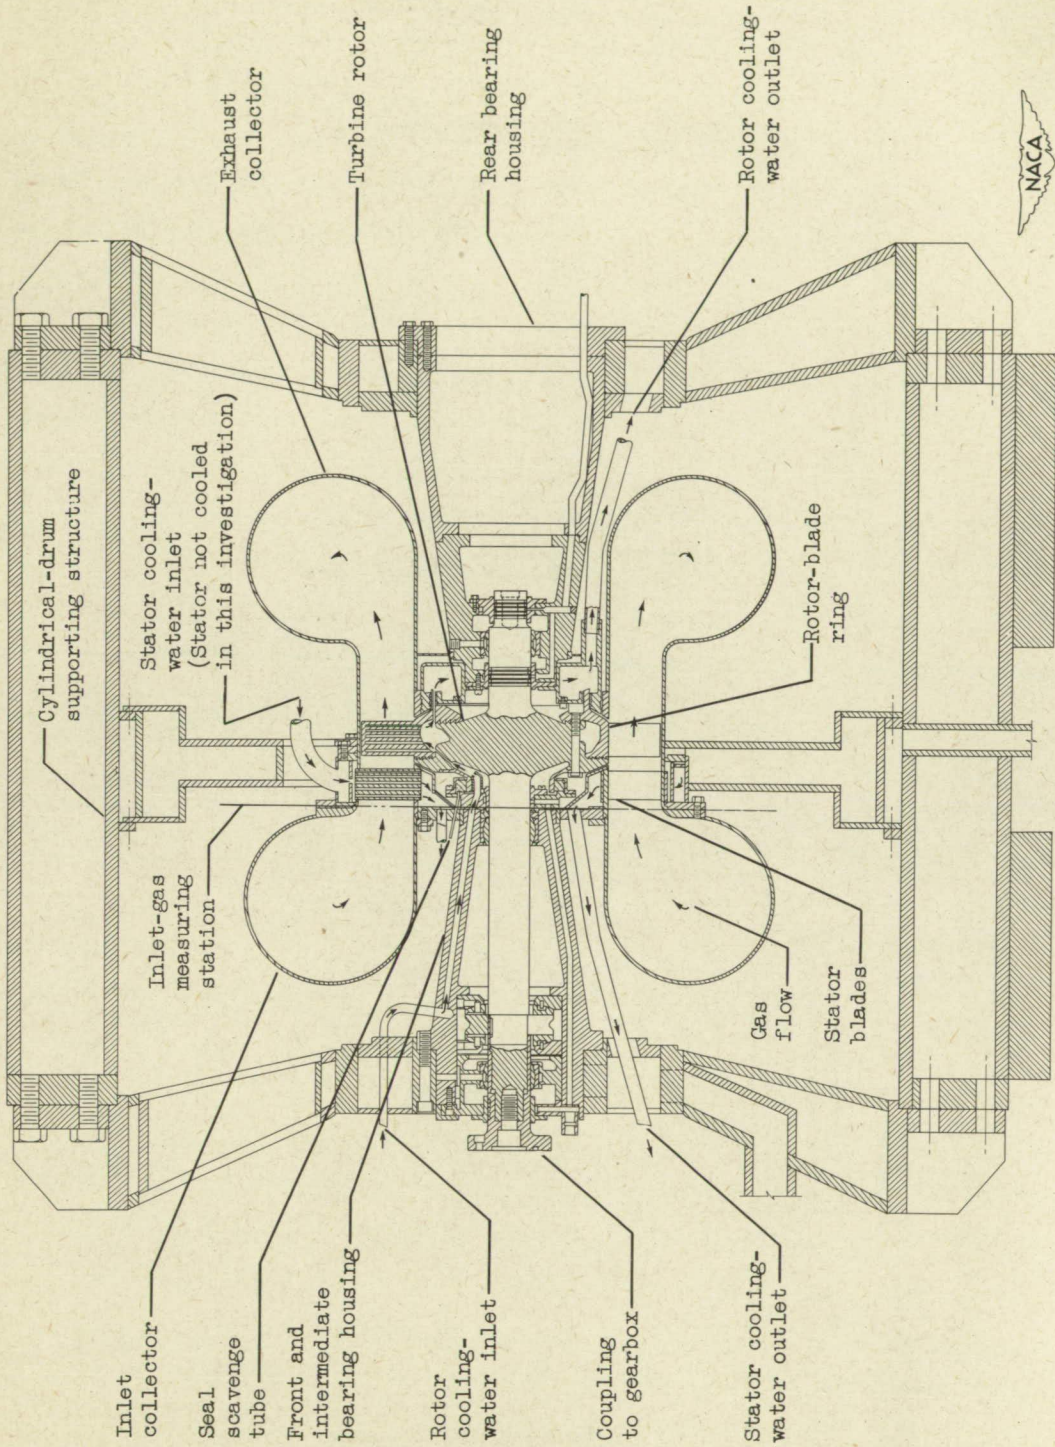 Cylindrical-drum
supporting structure
Stator cooling-
water inlet
(Stator not cooled
in this investigation)
Inlet-gas
measuring
station
Exhaust
collector
Turbine rotor
Rear bearing
housing
Rotor cooling-
water outlet
Rotor-blade
ring
Inlet
collector
Seal
scavenge
tube
Front and
intermediate
bearing housing
Rotor
cooling-
water inlet
Coupling
to gearbox
Stator cooling-
water outlet
Gas
flow
Stator
blades
NACA